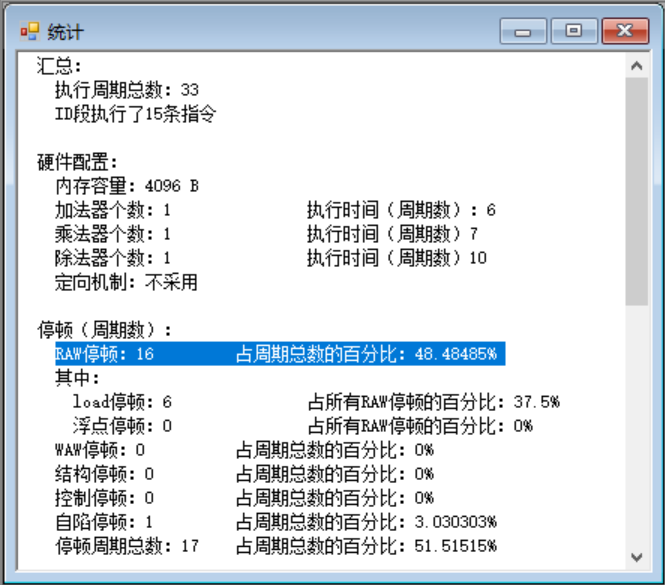 统计
汇总：
执行周期总数：33
ID段执行了15条指令
硬件配置：
内存容量：4096 B
加法器个数：1 执行时间（周期数）：6
乘法器个数：1 执行时间（周期数）7
除法器个数：1 执行时间（周期数）10
定向机制：不采用
停顿（周期数）：
RAW停顿：16 占周期总数的百分比：48.48485%
其中：
load停顿：6 占所有RAW停顿的百分比：37.5%
浮点停顿：0 占所有RAW停顿的百分比：0%
WAW停顿：0 占周期总数的百分比：0%
结构停顿：0 占周期总数的百分比：0%
控制停顿：0 占周期总数的百分比：0%
自陷停顿：1 占周期总数的百分比：3.030303%
停顿周期总数：17 占周期总数的百分比：51.51515%